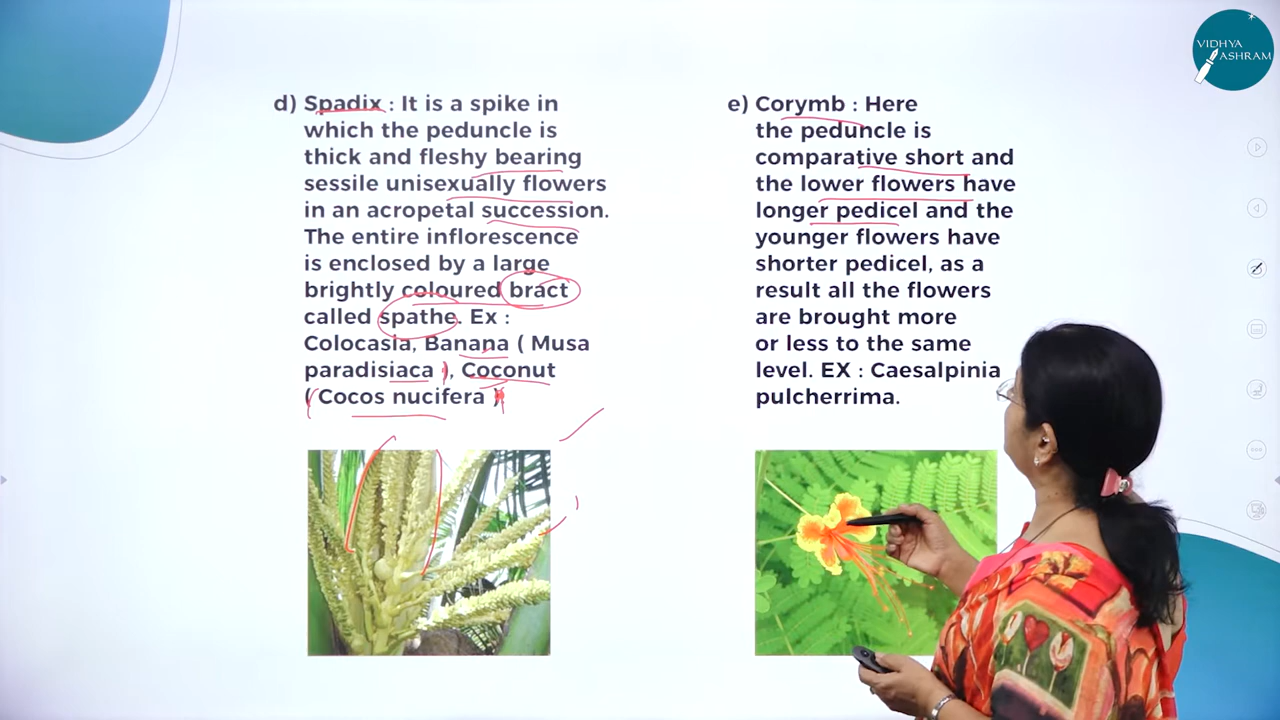 VIDHYA
ASHRAM
d) Spadix : It is a spike in
which the peduncle is
thick and fleshy bearing
sessile unisexually flowers
in an acropetal succession.
The entire inflorescence
is enclosed by a large
brightly coloured bract
called spathe. Ex :
Colocasia, Banana ( Musa
paradisiaca ), Coconut
( Cocos nucifera )
e) Corymb : Here
the peduncle is
comparative short and
the lower flowers have
longer pedicel and the
younger flowers have
shorter pedicel, as a
result all the flowers
are brought more
or less to the same
level. EX : Caesalpinia
pulcherrima.